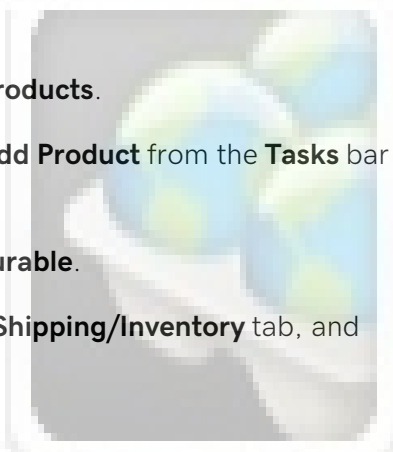 roducts.
dd Product from the Tasks bar
urable.
Shipping/Inventory tab, and